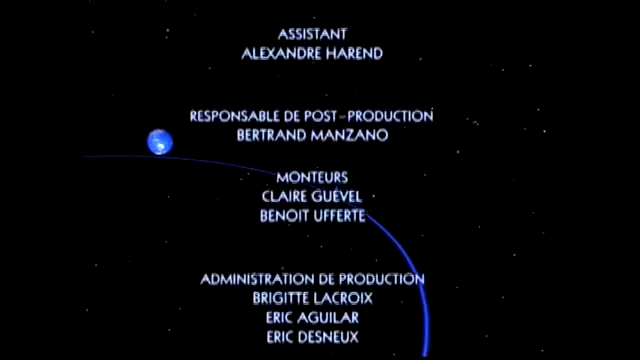 ASSISTANT
ALEXANDRE HAREND
RESPONSABLE DE POST-PRODUCTION
BERTRAND MANZANO
MONTEURS
CLAIRE GUÉVEL
BENOIT UFFERTE
ADMINISTRATION DE PRODUCTION
BRIGITTE LACROIX
ERIC AGUILAR
ERIC DESNEUX